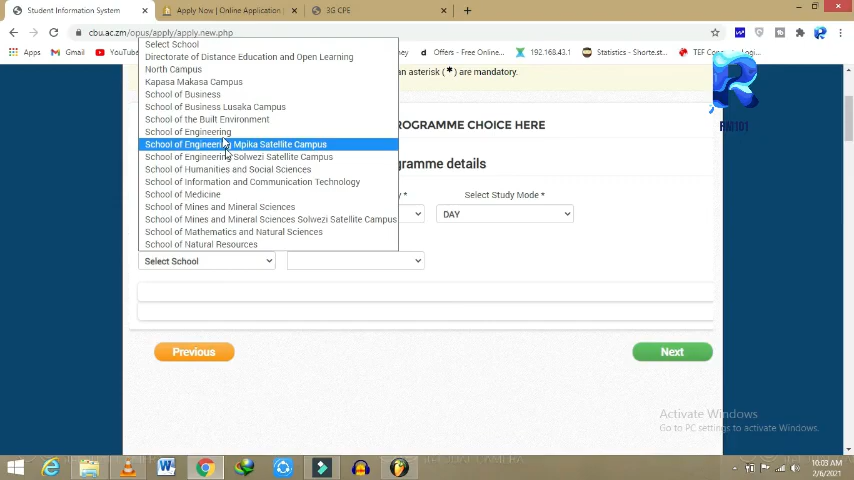 Student Information System
Apply Now | Online Application |
3G CPE
cbu.ac.zm/opus/apply/apply.new.php
Apps
Gmail
YouTube
ney
Offers - Free Online...
192.168.43.1
Statistics - Shorte.st...
Select School
Directorate of Distance Education and Open Learning
North Campus
Kapasa Makasa Campus
School of Business
School of Business Lusaka Campus
School of the Built Environment
School of Engineering
School of Engineering Mpika Satellite Campus
School of Engineering Solwezi Satellite Campus
School of Humanities and Social Sciences
School of Information and Communication Technology
School of Medicine
School of Mines and Mineral Sciences
School of Mines and Mineral Sciences Solwezi Satellite Campus
School of Mathematics and Natural Sciences
School of Natural Resources
an asterisk (*) are mandatory.
RM101
ROGRAMME CHOICE HERE
ogramme details
y *
Select Study Mode *
DAY
Select School
Previous
Next
Activate Windows
Go to PC settings to activate Windows.
10:03 AM
2/6/2021